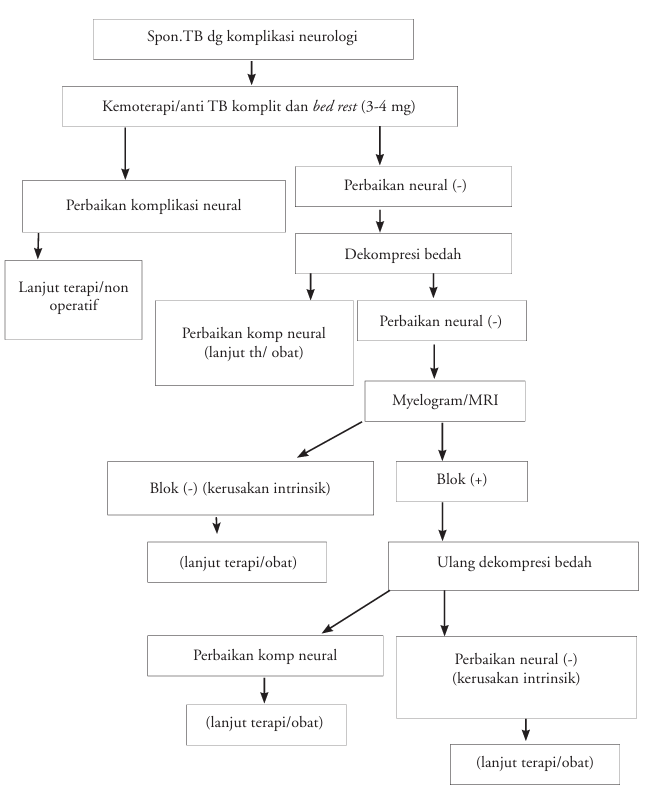 Spon.TB dg komplikasi neurologi
Kemoterapi/anti TB komplit dan bed rest (3-4 mg)
Perbaikan komplikasi neural
Perbaikan neural (-)
Dekompresi bedah
Lanjut terapi/non
operatif
Perbaikan komp neural
(lanjut th/ obat)
Perbaikan neural (-)
Myelogram/MRI
Blok (-) (kerusakan intrinsik)
Blok (+)
(lanjut terapi/obat)
Ulang dekompresi bedah
Perbaikan komp neural
Perbaikan neural (-)
(kerusakan intrinsik)
(lanjut terapi/obat)
(lanjut terapi/obat)